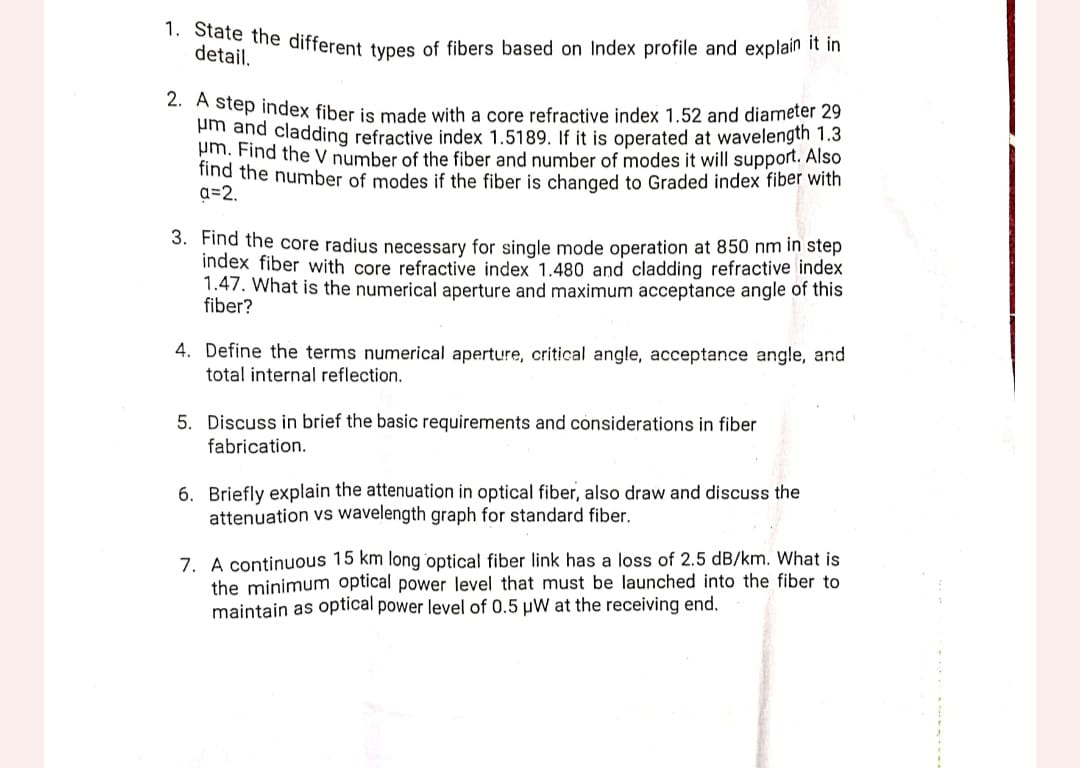 1. State the different types of fibers based on Index profile and explain it in
detail.
2. A step index fiber is made with a core refractive index 1.52 and diameter 29
µm and cladding refractive index 1.5189. If it is operated at wavelength 1.3
µm. Find the V number of the fiber and number of modes it will support. Also
find the number of modes if the fiber is changed to Graded index fiber with
α=2.
3. Find the core radius necessary for single mode operation at 850 nm in step
index fiber with core refractive index 1.480 and cladding refractive index
1.47. What is the numerical aperture and maximum acceptance angle of this
fiber?
4. Define the terms numerical aperture, critical angle, acceptance angle, and
total internal reflection.
5. Discuss in brief the basic requirements and considerations in fiber
fabrication.
6. Briefly explain the attenuation in optical fiber, also draw and discuss the
attenuation vs wavelength graph for standard fiber.
7. A continuous 15 km long optical fiber link has a loss of 2.5 dB/km. What is
the minimum optical power level that must be launched into the fiber to
maintain as optical power level of 0.5 µW at the receiving end.